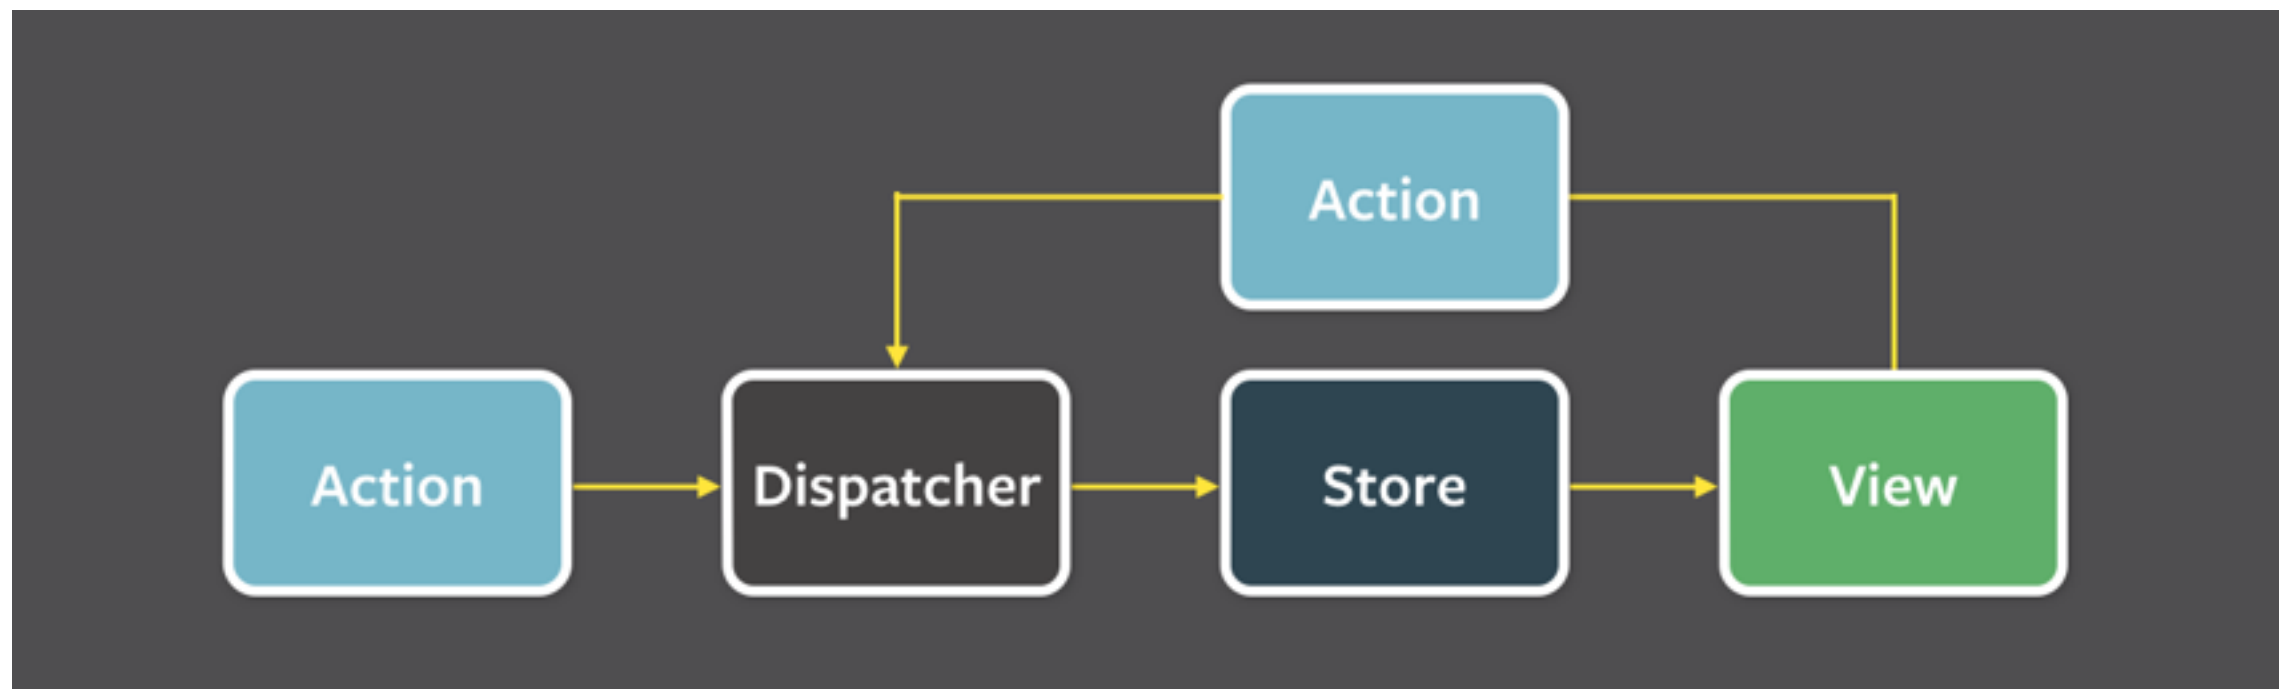 Action
Action
Dispatcher
Store
View